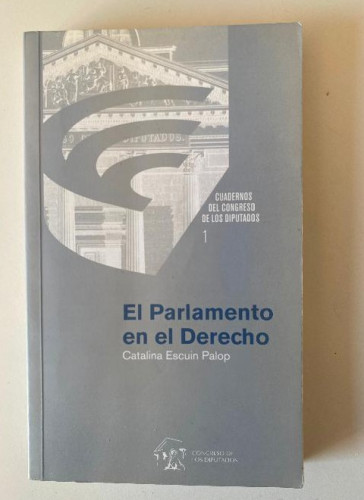 DIPUTADOS.
CUADERNOS
DEL CONGRESO
DE LOS DIPUTADOS
1
El Parlamento
en el Derecho
Catalina Escuin Palop
CONGRESO DE
LOS DIPUTADOS